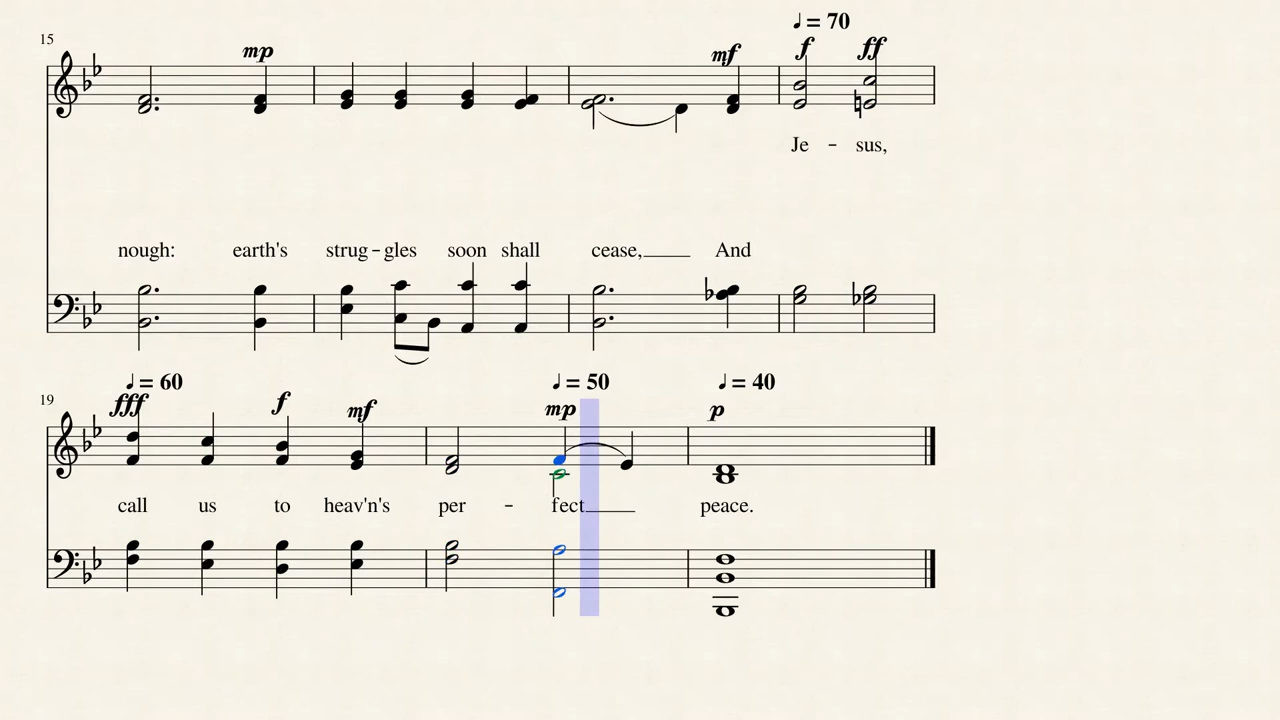 ♩ = 70
15 mp mf f ff
Je - sus,
nough: earth's strug - gles soon shall cease, And
♩ = 60 ♩ = 50 ♩ = 40
19 fff f mf mp p
call us to heav'n's per - fect peace.